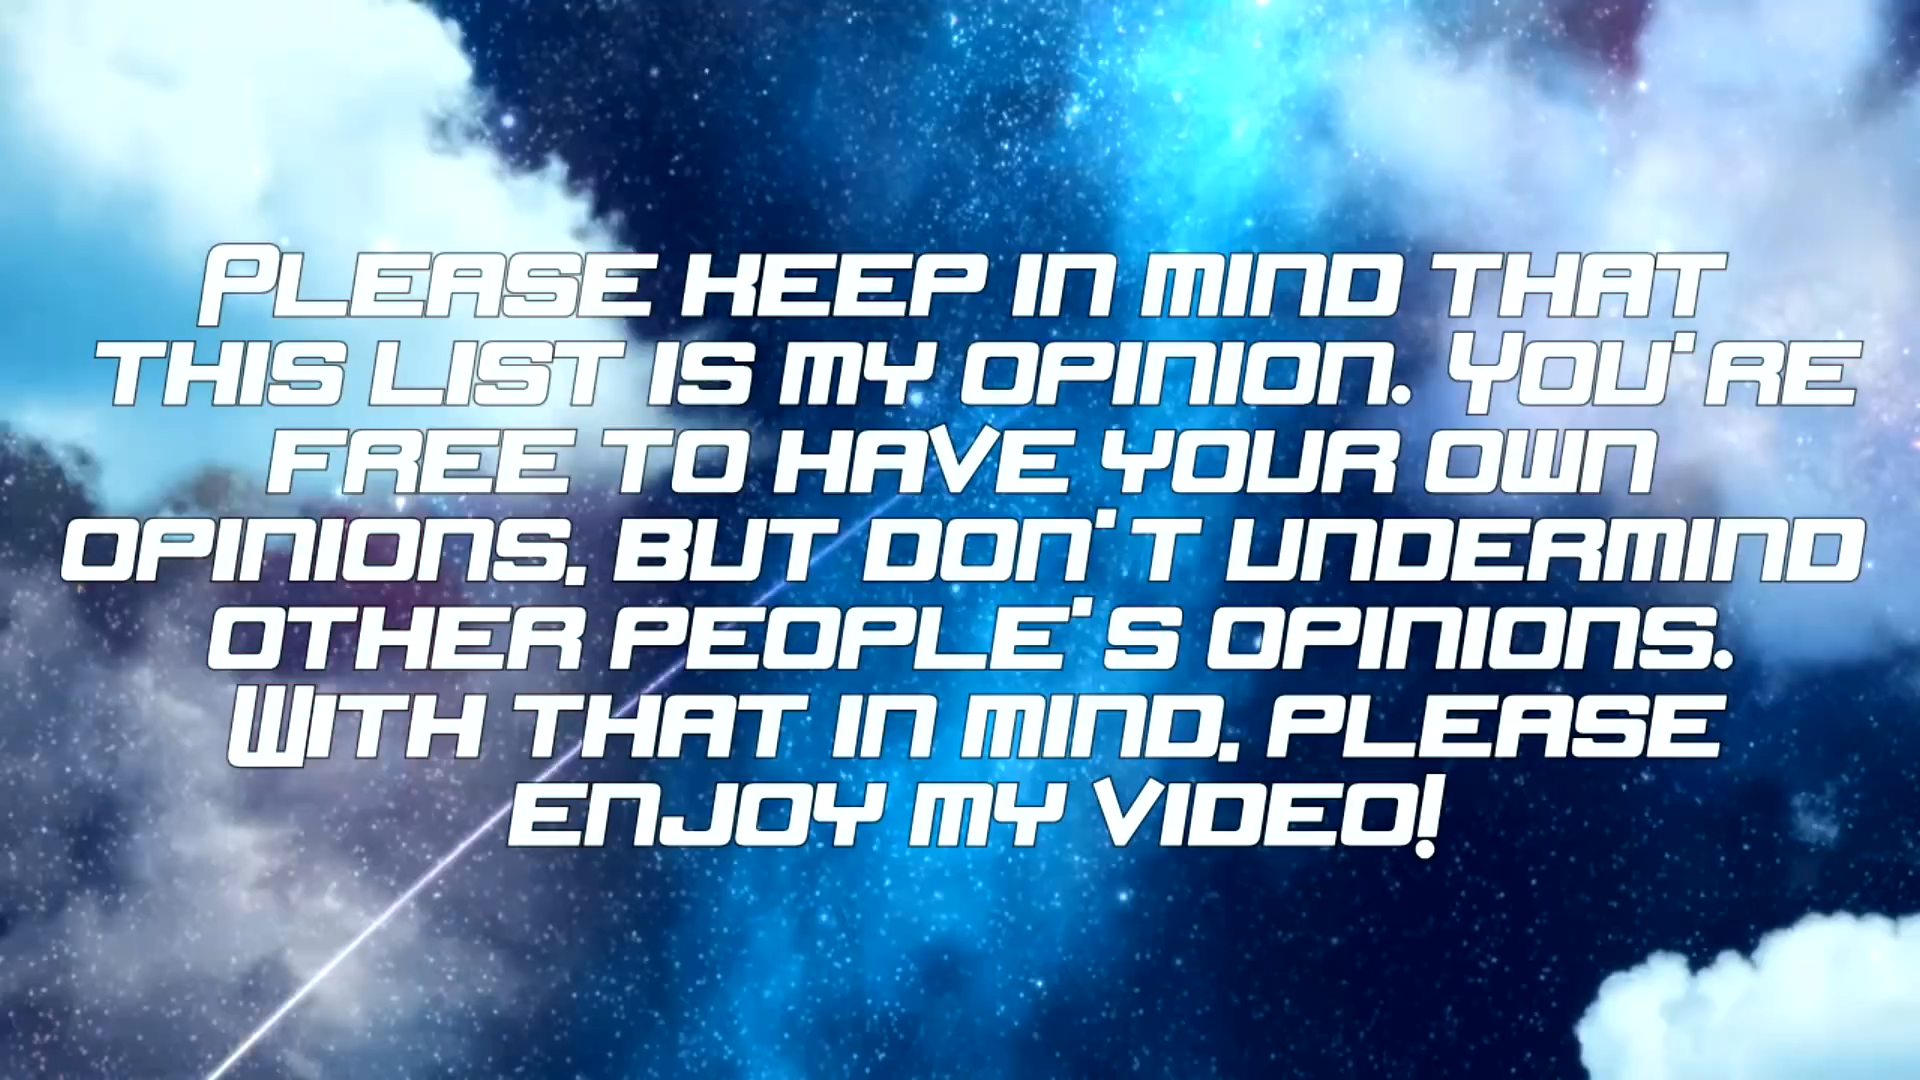 Please keep in mind that
this list is my opinion. You're
free to have your own
opinions, but don't undermind
other people's opinions.
With that in mind, please
enjoy my video!